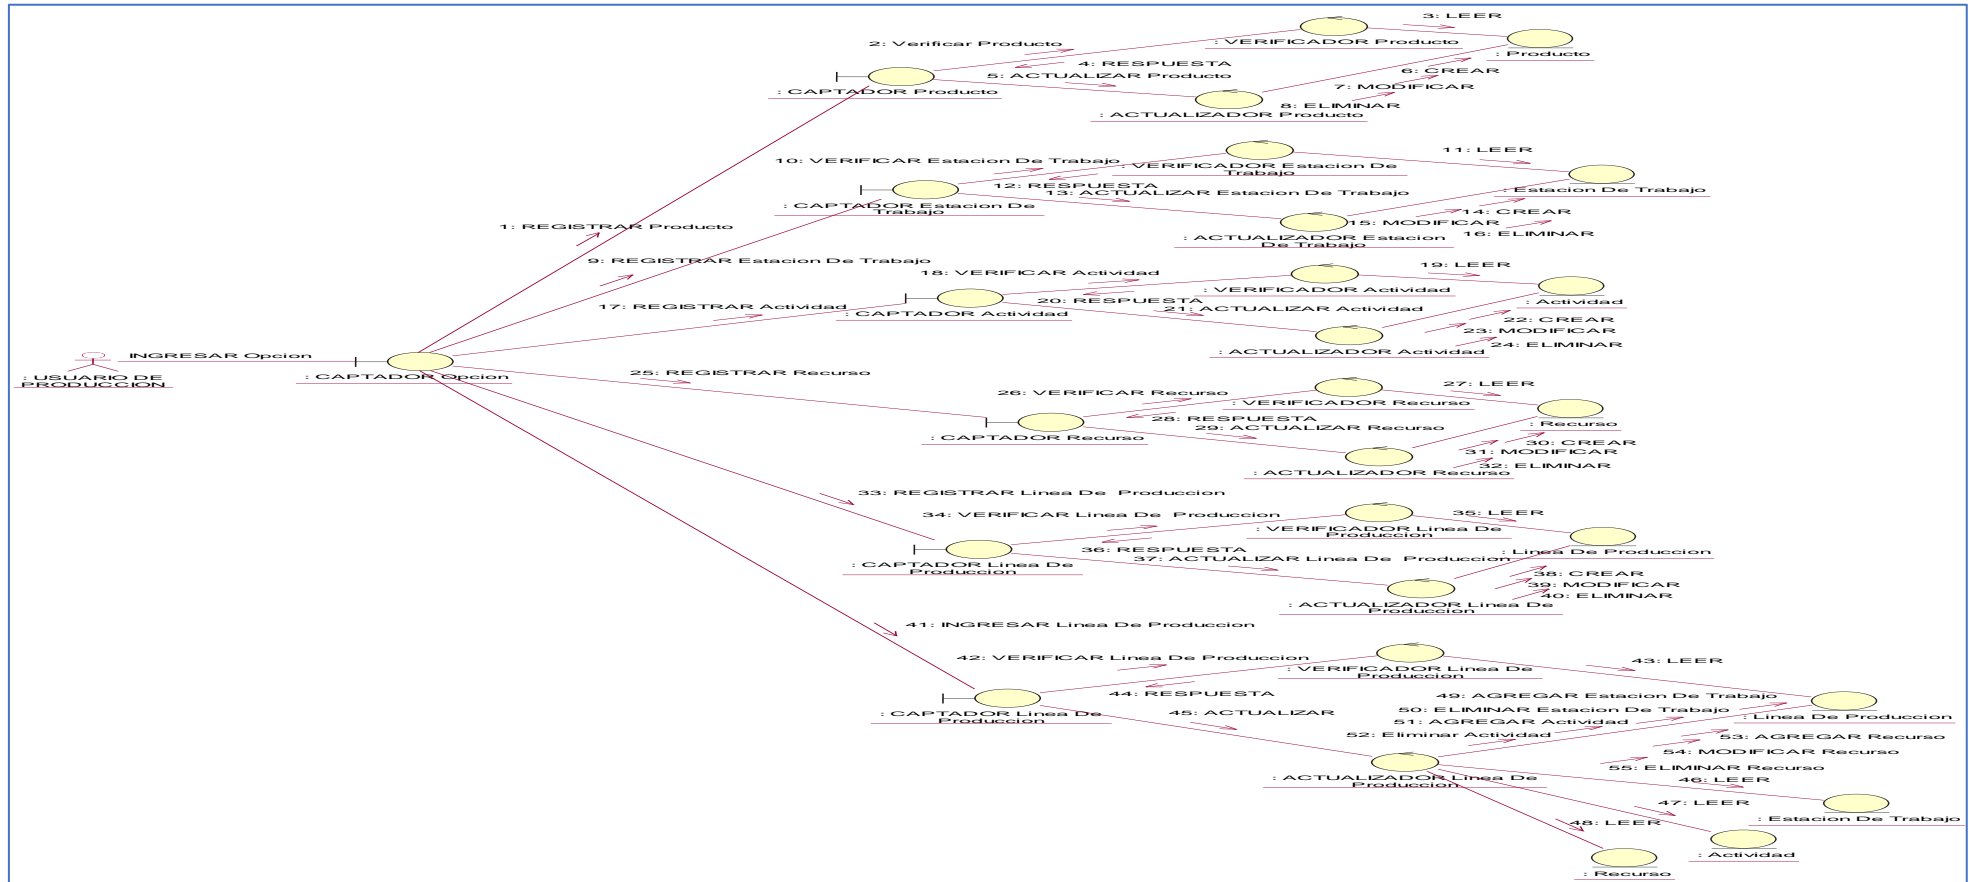 3: LEER
2: Verificar Producto
: VERIFICADOR Producto
: Producto
4: RESPUESTA
5: ACTUALIZAR Producto
6: CREAR
7: MODIFICAR
8: ELIMINAR
: CAPTADOR Producto
: ACTUALIZADOR Producto
10: VERIFICAR Estacion De Trabajo
11: LEER
: VERIFICADOR Estacion De
Trabajo
12: RESPUESTA
13: ACTUALIZAR Estacion De Trabajo
: Estacion De Trabajo
: CAPTADOR Estacion De
Trabajo
14: CREAR
15: MODIFICAR
16: ELIMINAR
: ACTUALIZADOR Estacion
De Trabajo
1: REGISTRAR Producto
9: REGISTRAR Estacion De Trabajo
18: VERIFICAR Actividad
19: LEER
: VERIFICADOR Actividad
20: RESPUESTA
21: ACTUALIZAR Actividad
: Actividad
17: REGISTRAR Actividad
: CAPTADOR Actividad
22: CREAR
23: MODIFICAR
24: ELIMINAR
: ACTUALIZADOR Actividad
INGRESAR Opcion
: USUARIO DE
PRODUCCION
: CAPTADOR Opcion
25: REGISTRAR Recurso
26: VERIFICAR Recurso
27: LEER
: VERIFICADOR Recurso
28: RESPUESTA
29: ACTUALIZAR Recurso
: Recurso
: CAPTADOR Recurso
30: CREAR
31: MODIFICAR
32: ELIMINAR
: ACTUALIZADOR Recurso
33: REGISTRAR Linea De  Produccion
34: VERIFICAR Linea De  Produccion
35: LEER
: VERIFICADOR Linea De
Produccion
36: RESPUESTA
37: ACTUALIZAR Linea De  Produccion
: Linea De Produccion
: CAPTADOR Linea De
Produccion
38: CREAR
39: MODIFICAR
40: ELIMINAR
: ACTUALIZADOR Linea De
Produccion
41: INGRESAR Linea De Produccion
42: VERIFICAR Linea De Produccion
43: LEER
: VERIFICADOR Linea De
Produccion
44: RESPUESTA
45: ACTUALIZAR
: CAPTADOR Linea De
Produccion
49: AGREGAR Estacion De Trabajo
50: ELIMINAR Estacion De Trabajo
51: AGREGAR Actividad
52: Eliminar Actividad
: Linea De Produccion
53: AGREGAR Recurso
54: MODIFICAR Recurso
55: ELIMINAR Recurso
: ACTUALIZADOR Linea De
Produccion
46: LEER
47: LEER
48: LEER
: Estacion De Trabajo
: Actividad
: Recurso